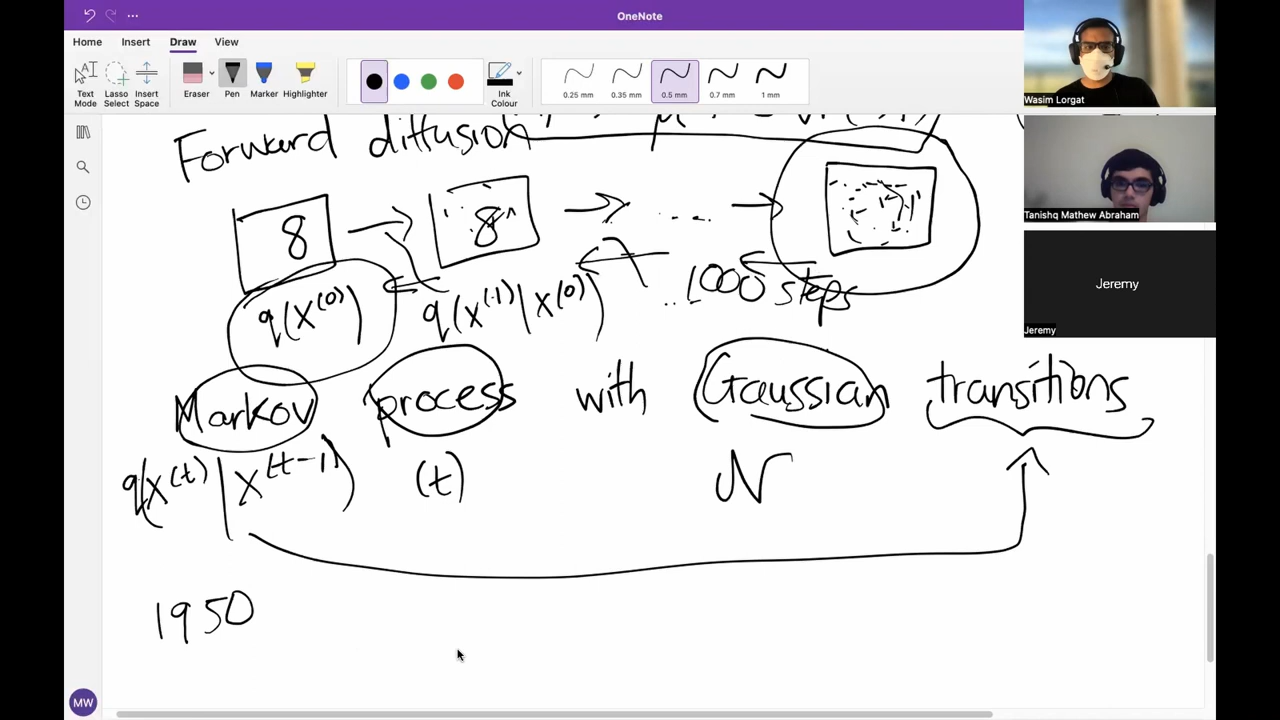 OneNote
Home Insert Draw View
Text Mode
Lasso Select
Insert Space
Eraser
Pen
Marker
Highlighter
Ink Colour
0.25 mm
0.35 mm
0.5 mm
0.7 mm
1 mm
Wasim Lorgat
Tanishq Mathew Abraham
Jeremy
Jeremy
Forward diffusion
8 → 8 → .... →
q(x^(0)) q(x^(1)|x^(0)) ...1000 steps
Markov process with Gaussian transitions
q(x^(t)|x^(t-1)) (t) N
1950
MW